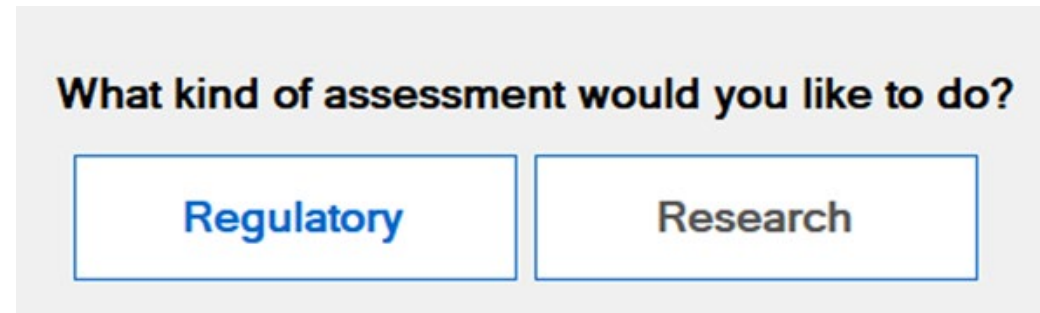 What kind of assessment would you like to do?
Regulatory Research